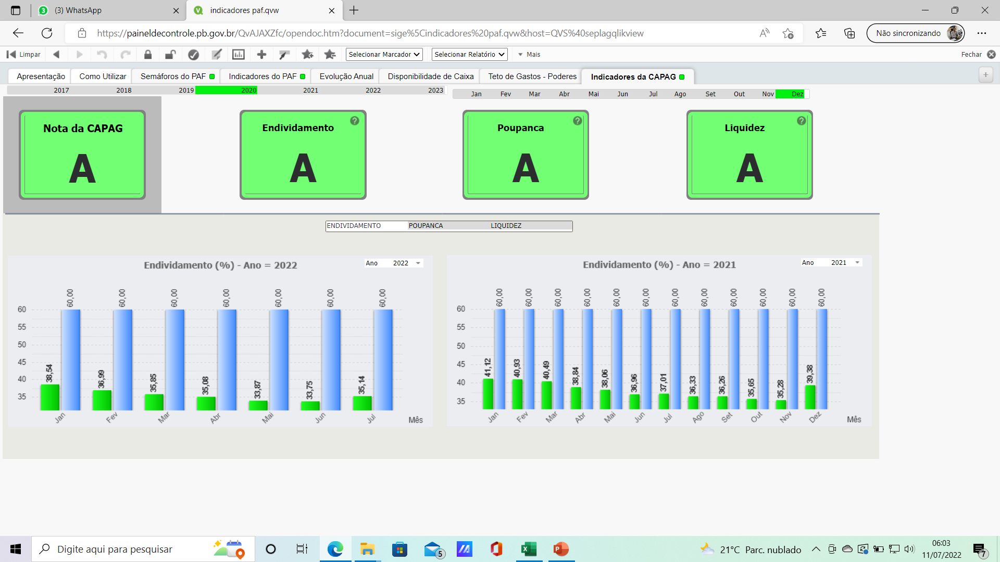 (3) WhatsApp
indicadores paf.qvw
https://paineldecontrole.pb.gov.br/QvAJAXZfc/opendoc.htm?document=sige%5Cindicadores%20paf.qvw&host=QVS%40seplagqlikview
Não sincronizando
Limpar
Selecionar Marcador
Selecionar Relatório
Mais
Fechar
Apresentação
Como Utilizar
Semáforos do PAF
Indicadores do PAF
Evolução Anual
Disponibilidade de Caixa
Teto de Gastos - Poderes
Indicadores da CAPAG
2017 2018 2019 2020 2021 2022 2023
Jan Fev Mar Abr Mai Jun Jul Ago Set Out Nov Dez
Nota da CAPAG
A
Endividamento
?
A
Poupanca
?
A
Liquidez
?
A
ENDIVIDAMENTO POUPANCA LIQUIDEZ
Endividamento (%) - Ano = 2022
Ano 2022
60,00 60,00 60,00 60,00 60,00 60,00 60,00
60
55
50
45
40
35
38,54 36,99 35,85 35,08 33,87 33,75 35,14
Jan Fev Mar Abr Mai Jun Jul
Mês
Endividamento (%) - Ano = 2021
Ano 2021
60,00 60,00 60,00 60,00 60,00 60,00 60,00 60,00 60,00 60,00 60,00 60,00
60
55
50
45
40
35
41,12 40,93 40,49 38,84 38,06 36,96 37,01 36,33 36,26 35,65 35,28 39,38
Jan Fev Mar Abr Mai Jun Jul Ago Set Out Nov Dez
Mês
Digite aqui para pesquisar
5
21°C Parc. nublado
06:03
11/07/2022
7